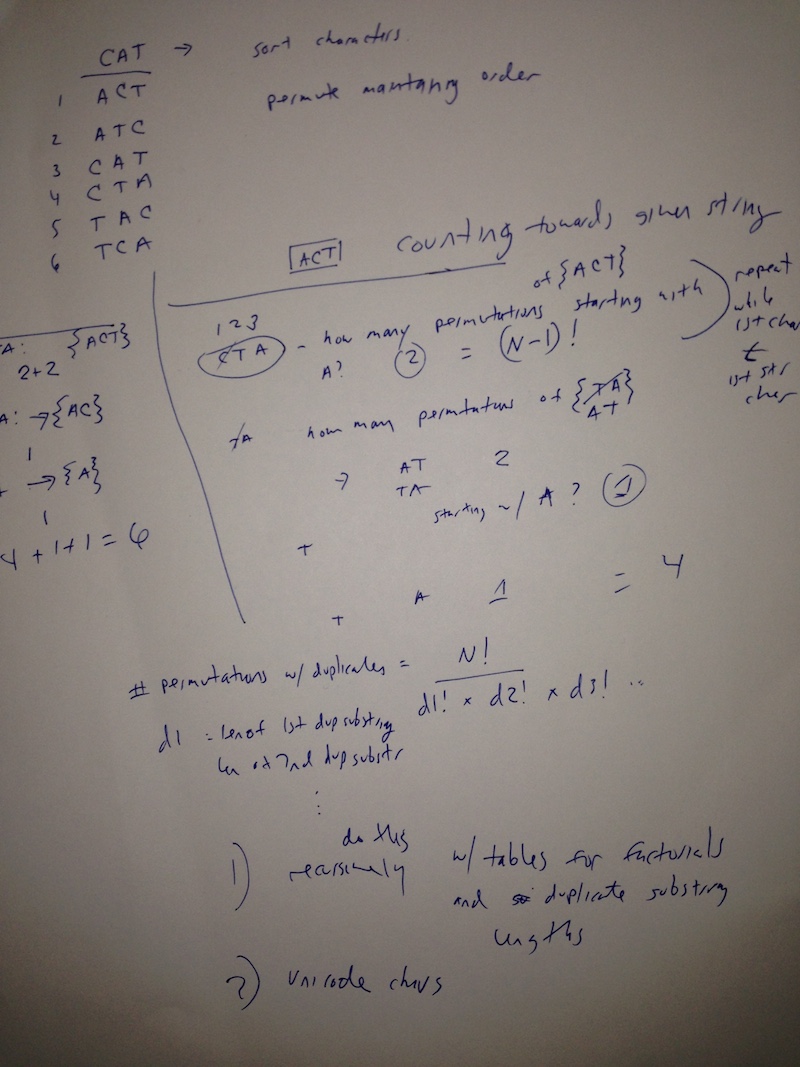 CAT → sort characters
1 ACT permute maintaining order
2 ATC
3 CAT
4 CTA
5 TAC
6 TCA
ACT counting towards given string
123
CTA - how many permutations of {ACT} starting with
A? 2 = (N-1)!
repeat
while
1st char
≠
1st str
char
TA how many permutations of {TA}
AT
→ AT 2
TA
starting w/ A? 1
+
+ A 1 = 4
TA: {ACT}
2+2
A: → {AC}
1
→ {A}
1
4 + 1 + 1 = 6
# permutations w/ duplicates = N!
d1! × d2! × d3! ..
d1 = len of 1st dup substring
len of 2nd dup substr
⋮
1) do this
recursively w/ tables for factorials
and duplicate substring
lengths
2) unicode chars